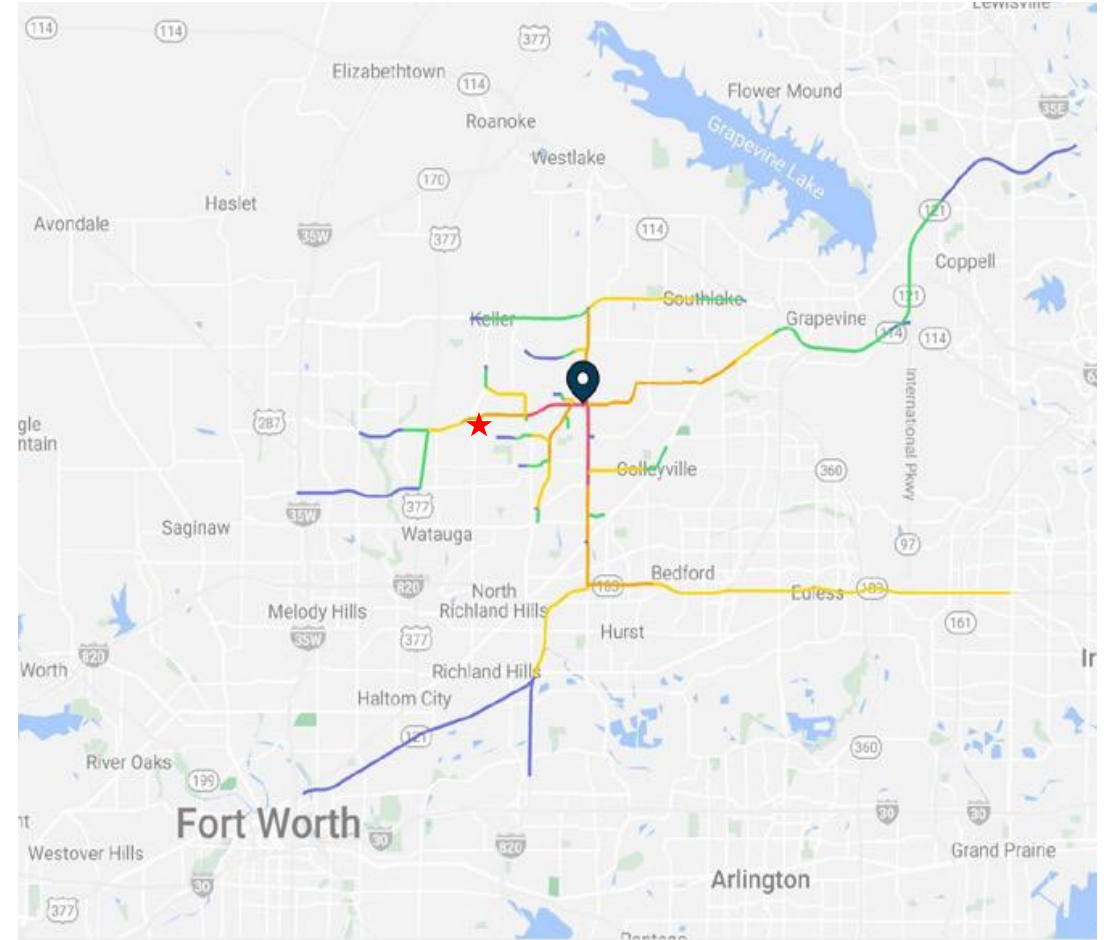 Lewisville
114
114
377
Elizabethtown
114
Flower Mound
35E
Roanoke
Grapevine Lake
Westlake
170
Haslet
121
Avondale
35W
377
114
Coppell
121
Southlake
Keller
Grapevine
114
114
International Pkwy
287
gle
ntain
Colleyville
360
377
35W
Saginaw
Watauga
97
820
Bedford
183
Euless
183
North
Richland Hills
Melody Hills
161
35W
377
Hurst
Worth
820
Ir
Richland Hills
Haltom City
121
360
River Oaks
199
Fort Worth
30
820
30
30
Westover Hills
Grand Prairie
30
Arlington
377